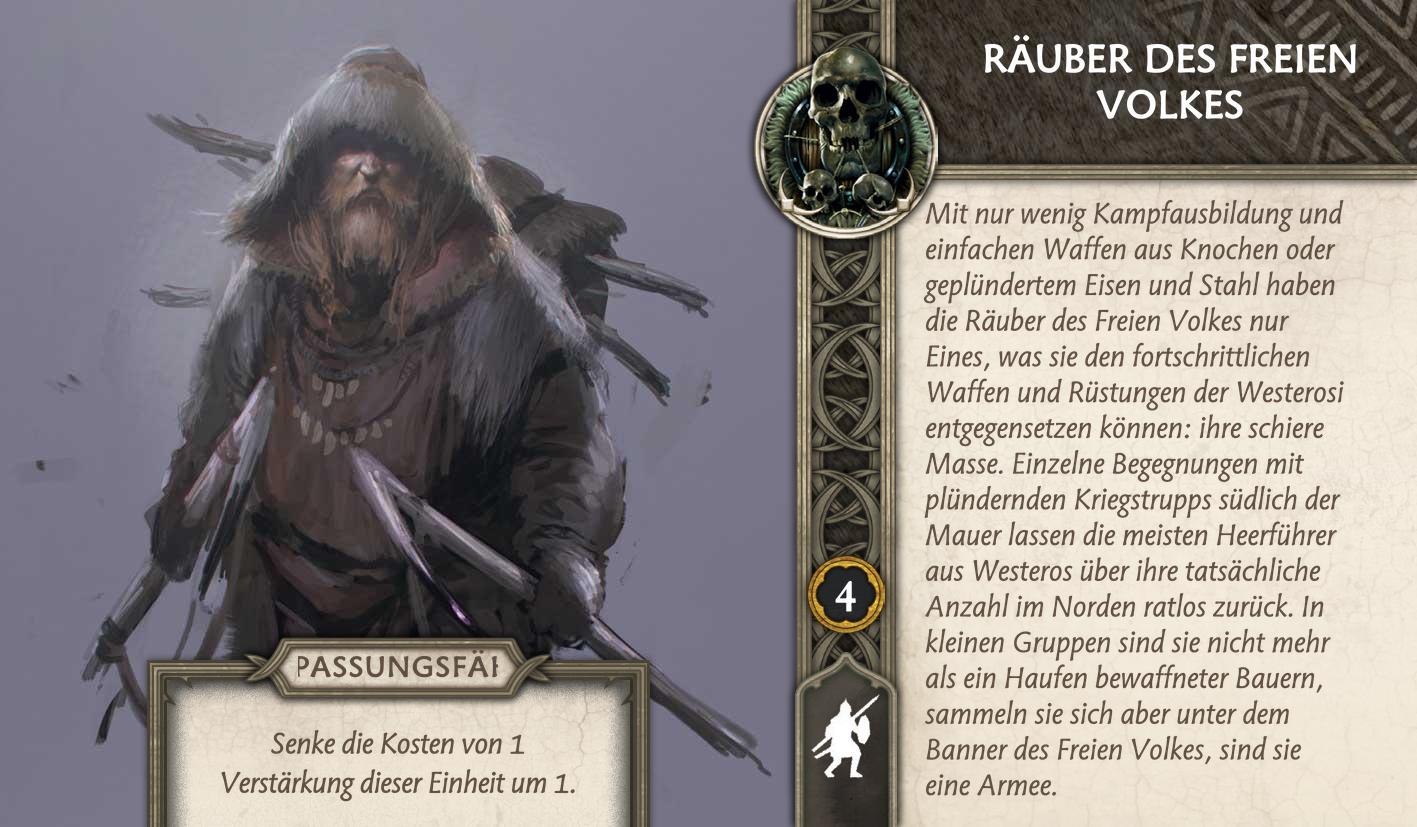 RÄUBER DES FREIEN
VOLKES
Mit nur wenig Kampfausbildung und
einfachen Waffen aus Knochen oder
geplündertem Eisen und Stahl haben
die Räuber des Freien Volkes nur
Eines, was sie den fortschrittlichen
Waffen und Rüstungen der Westerosi
entgegensetzen können: ihre schiere
Masse. Einzelne Begegnungen mit
plündernden Kriegstrupps südlich der
Mauer lassen die meisten Heerführer
aus Westeros über ihre tatsächliche
Anzahl im Norden ratlos zurück. In
kleinen Gruppen sind sie nicht mehr
als ein Haufen bewaffneter Bauern,
sammeln sie sich aber unter dem
Banner des Freien Volkes, sind sie
eine Armee.
4
PASSUNGSFÄ
Senke die Kosten von 1
Verstärkung dieser Einheit um 1.